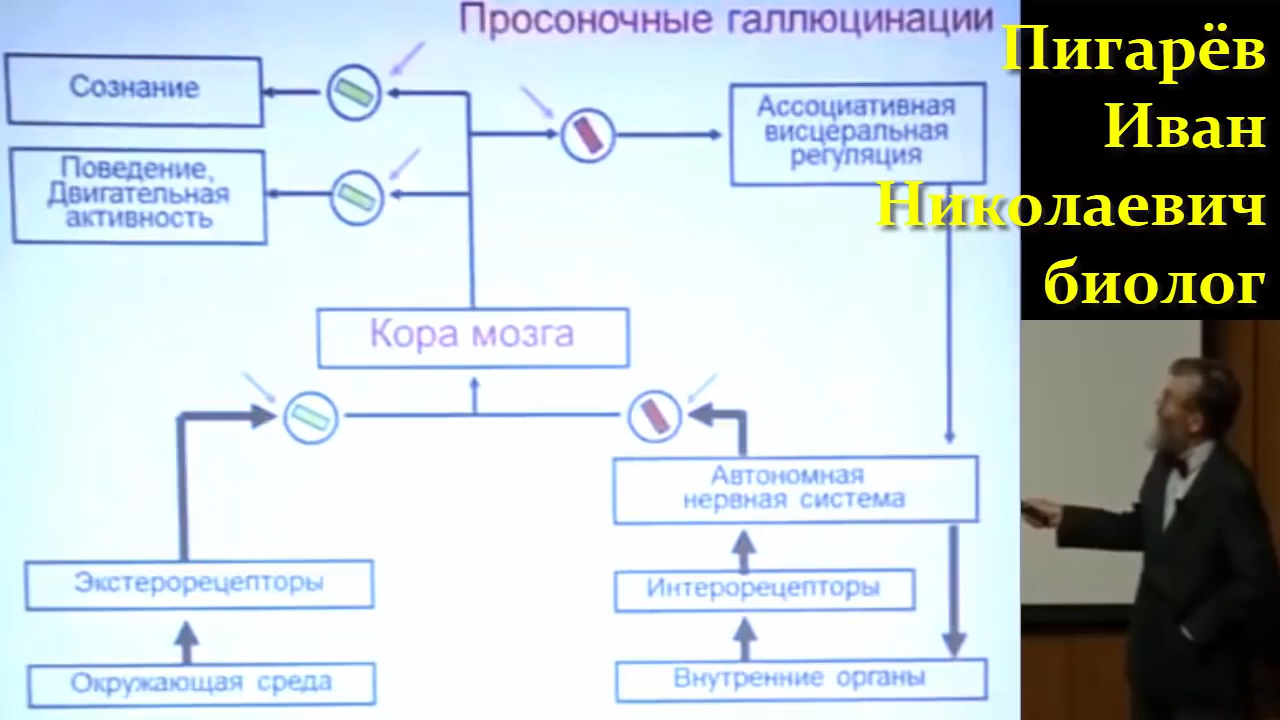 Просоночные галлюцинации
Пигарёв
Иван
Николаевич
биолог
Сознание
Поведение,
Двигательная
активность
Ассоциативная
висцеральная
регуляция
Кора мозга
Автономная
нервная система
Экстерорецепторы
Интерорецепторы
Окружающая среда
Внутренние органы